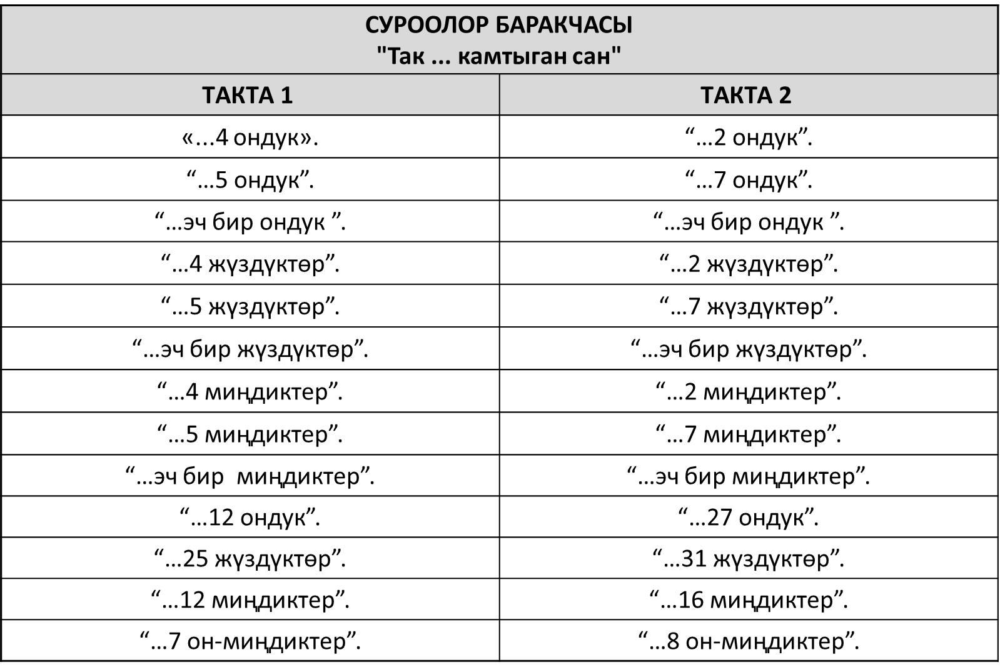 СУРООЛОР БАРАКЧАСЫ
"Так ... камтыган сан"
ТАКТА 1
ТАКТА 2
«...4 ондук».
“...2 ондук”.
“...5 ондук”.
“...7 ондук”.
“...эч бир ондук ”.
“...эч бир ондук ”.
“...4 жүздүктөр”.
“...2 жүздүктөр”.
“...5 жүздүктөр”.
“...7 жүздүктөр”.
“...эч бир жүздүктөр”.
“...эч бир жүздүктөр”.
“...4 миңдиктер”.
“...2 миңдиктер”.
“...5 миңдиктер”.
“...7 миңдиктер”.
“...эч бир  миңдиктер”.
“...эч бир миңдиктер”.
“...12 ондук”.
“...27 ондук”.
“...25 жүздүктөр”.
“...31 жүздүктөр”.
“...12 миңдиктер”.
“...16 миңдиктер”.
“...7 он-миңдиктер”.
“...8 он-миңдиктер”.